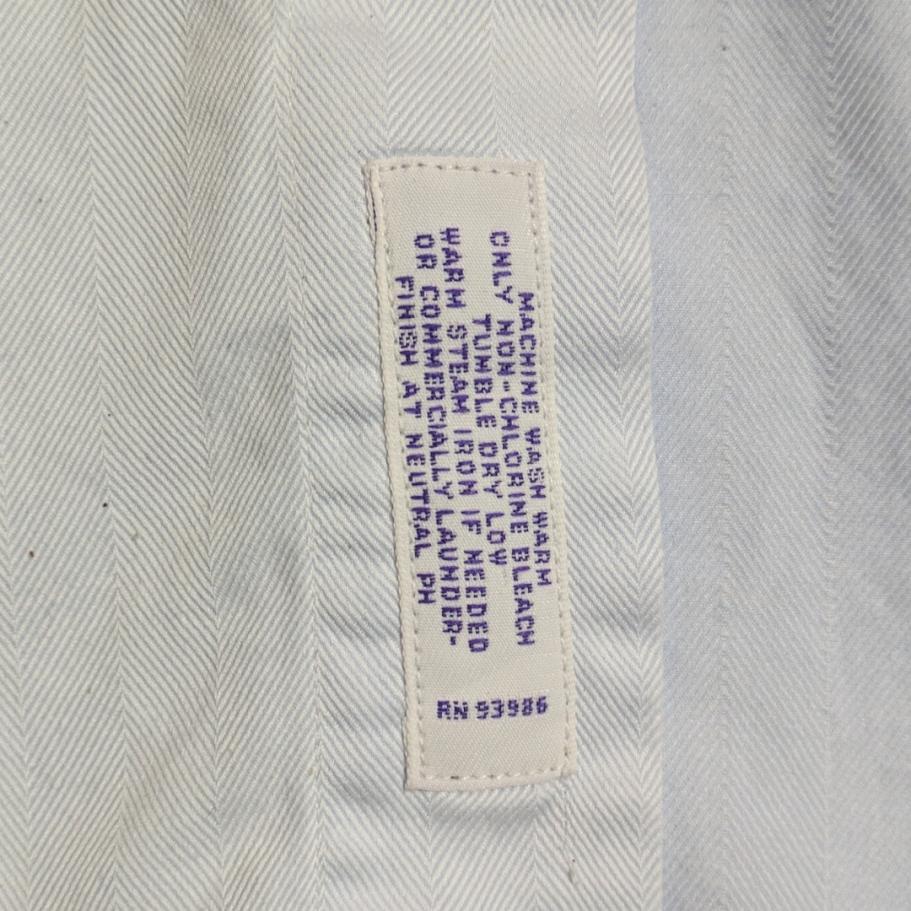 MACHINE WASH WARM
ONLY NON-CHLORINE BLEACH
TUMBLE DRY LOW
WARM STEAM IRON IF NEEDED
OR COMMERCIALLY LAUNDER-
FINISH AT NEUTRAL PH
RN 93986